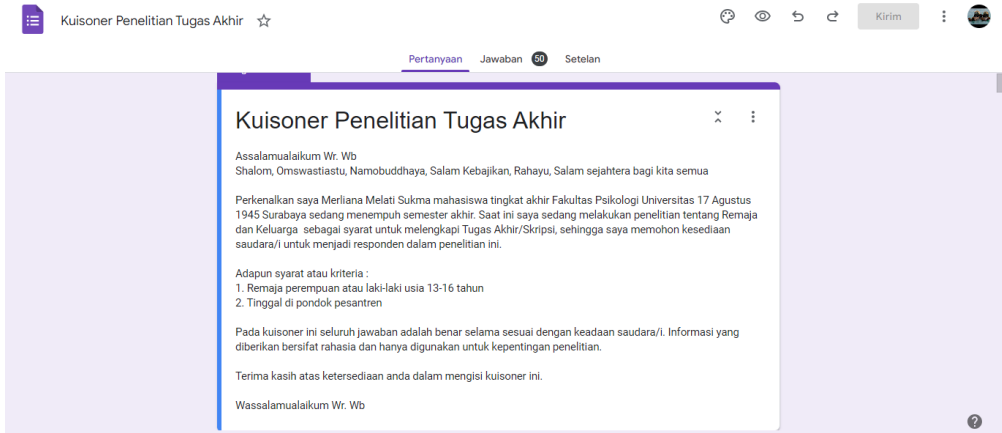 Kuisoner Penelitian Tugas Akhir
Kirim
Pertanyaan Jawaban 50 Setelan
Kuisoner Penelitian Tugas Akhir
Assalamualaikum Wr. Wb
Shalom, Omswastiastu, Namobuddhaya, Salam Kebajikan, Rahayu, Salam sejahtera bagi kita semua
Perkenalkan saya Merliana Melati Sukma mahasiswa tingkat akhir Fakultas Psikologi Universitas 17 Agustus
1945 Surabaya sedang menempuh semester akhir. Saat ini saya sedang melakukan penelitian tentang Remaja
dan Keluarga sebagai syarat untuk melengkapi Tugas Akhir/Skripsi, sehingga saya memohon kesediaan
saudara/i untuk menjadi responden dalam penelitian ini.
Adapun syarat atau kriteria :
1. Remaja perempuan atau laki-laki usia 13-16 tahun
2. Tinggal di pondok pesantren
Pada kuisoner ini seluruh jawaban adalah benar selama sesuai dengan keadaan saudara/i. Informasi yang
diberikan bersifat rahasia dan hanya digunakan untuk kepentingan penelitian.
Terima kasih atas ketersediaan anda dalam mengisi kuisoner ini.
Wassalamualaikum Wr. Wb